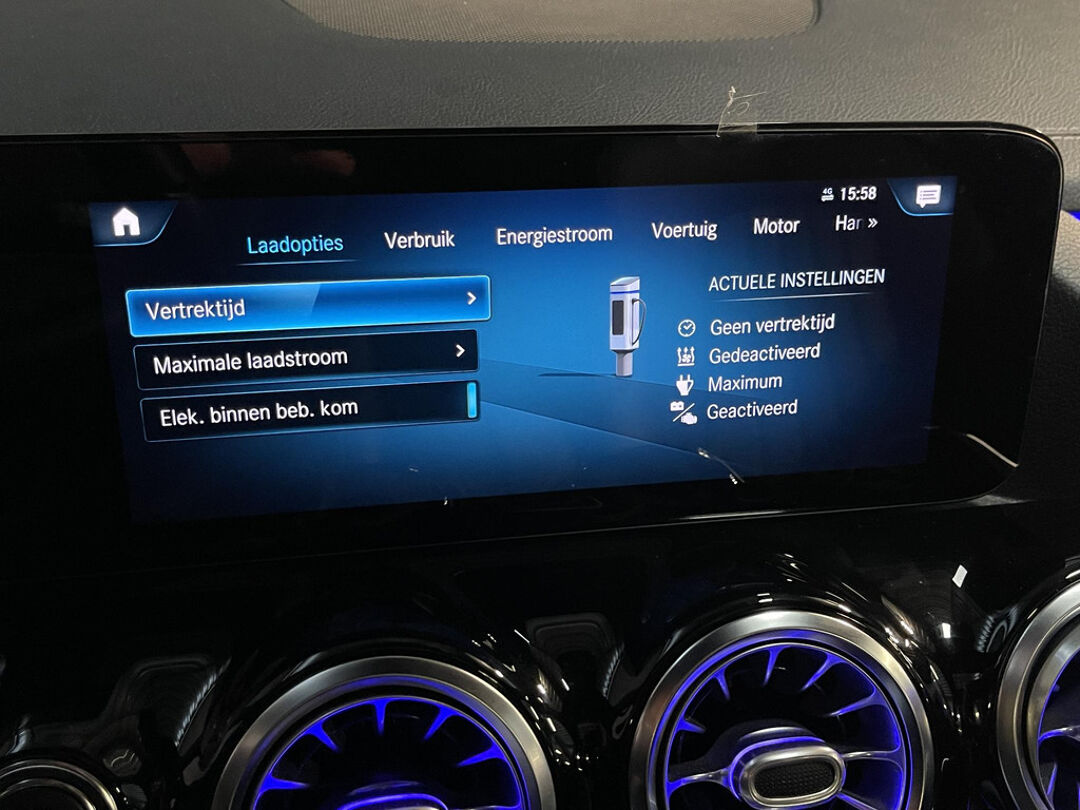 4G 15:58
Laadopties Verbruik Energiestroom Voertuig Motor Har »
Vertrektijd
Maximale laadstroom
Elek. binnen beb. kom
ACTUELE INSTELLINGEN
Geen vertrektijd
Gedeactiveerd
Maximum
Geactiveerd